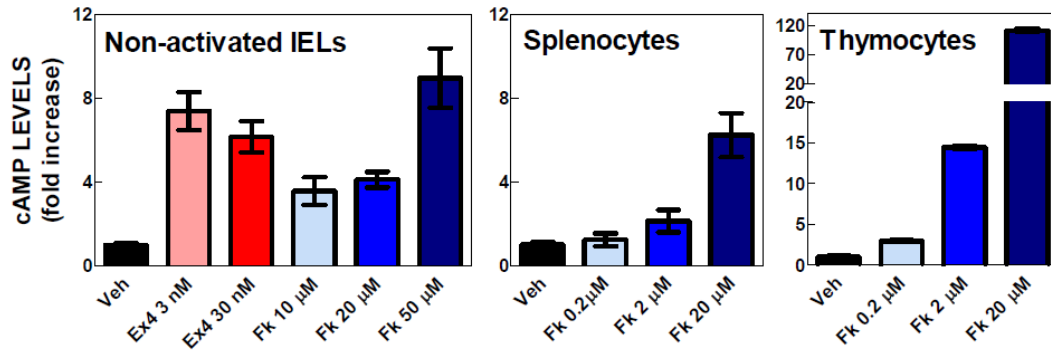 cAMP LEVELS
(fold increase)
Non-activated IELs
12
8
4
0
Veh
Ex4 3 nM
Ex4 30 nM
Fk 10 µM
Fk 20 µM
Fk 50 µM
Splenocytes
12
8
4
0
Veh
Fk 0.2µM
Fk 2 µM
Fk 20 µM
Thymocytes
120
70
20
20
15
10
5
0
Veh
Fk 0.2 µM
Fk 2 µM
Fk 20 µM